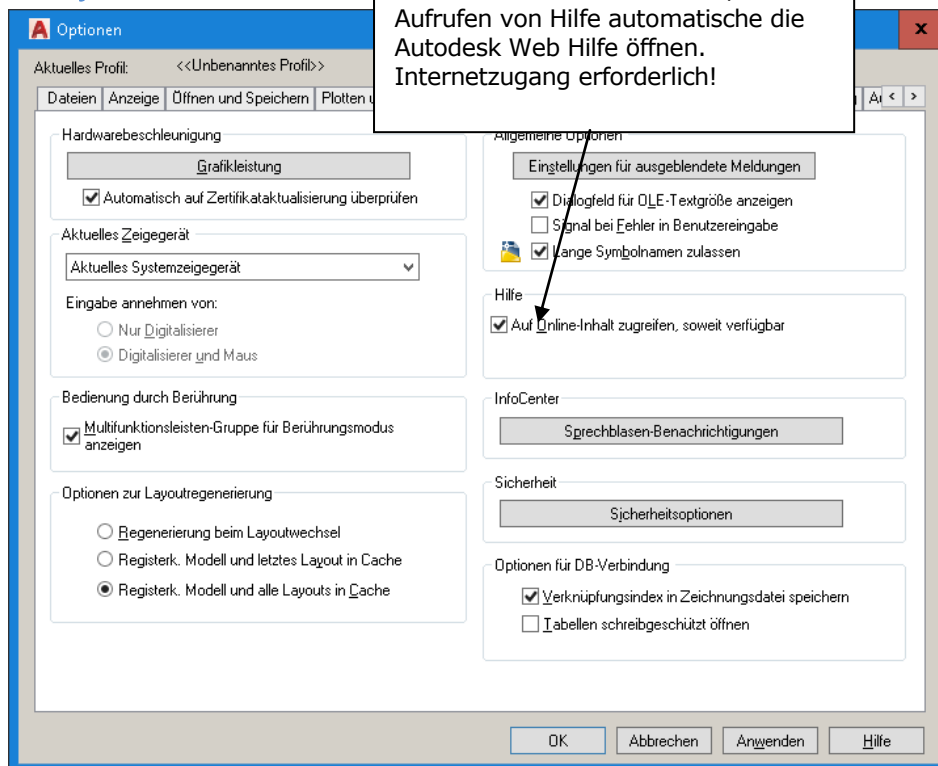 Aufrufen von Hilfe automatische die
Autodesk Web Hilfe öffnen.
Internetzugang erforderlich!
Optionen
x
Aktuelles Profil: <<Unbenanntes Profil>>
Dateien Anzeige Öffnen und Speichern Plotten
Hardwarebeschleunigung
Grafikleistung
Automatisch auf Zertifikataktualisierung überprüfen
Aktuelles Zeigegerät
Aktuelles Systemzeigegerät
Eingabe annehmen von:
Nur Digitalisierer
Digitalisierer und Maus
Bedienung durch Berührung
Multifunktionsleisten-Gruppe für Berührungsmodus
anzeigen
Optionen zur Layoutregenerierung
Regenerierung beim Layoutwechsel
Registerk. Modell und letztes Layout in Cache
Registerk. Modell und alle Layouts in Cache
Allgemeine Optionen
Einstellungen für ausgeblendete Meldungen
Dialogfeld für OLE-Textgröße anzeigen
Signal bei Fehler in Benutzereingabe
Lange Symbolnamen zulassen
Hilfe
Auf Online-Inhalt zugreifen, soweit verfügbar
InfoCenter
Sprechblasen-Benachrichtigungen
Sicherheit
Sicherheitsoptionen
Optionen für DB-Verbindung
Verknüpfungsindex in Zeichnungsdatei speichern
Tabellen schreibgeschützt öffnen
OK Abbrechen Anwenden Hilfe